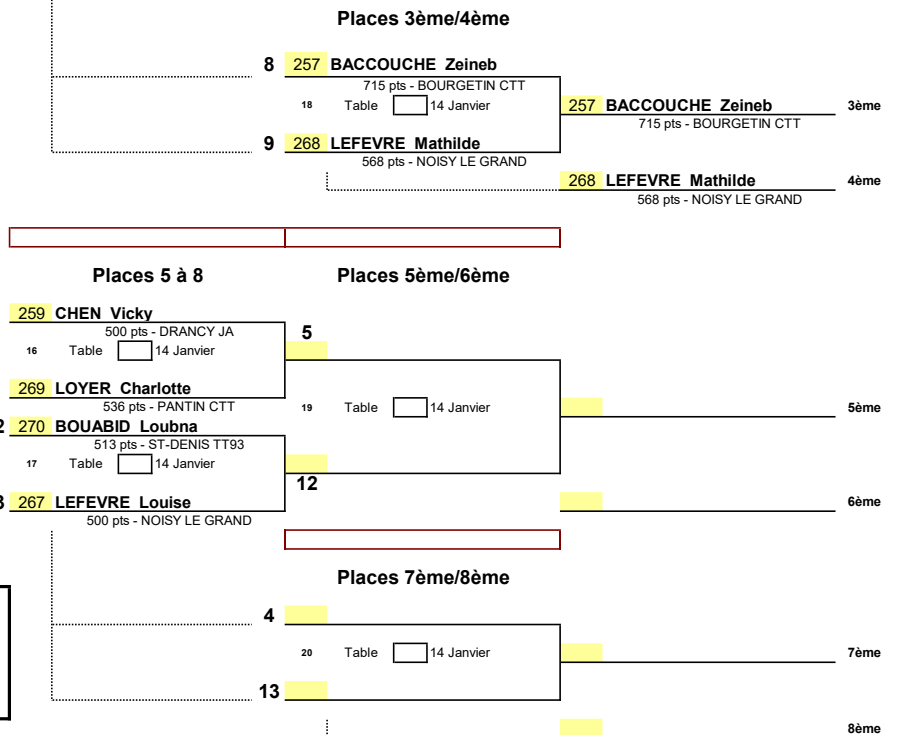 Places 3ème/4ème
8 257 BACCOUCHE Zeineb
715 pts - BOURGETIN CTT
18 Table 14 Janvier
257 BACCOUCHE Zeineb 3ème
715 pts - BOURGETIN CTT
9 268 LEFEVRE Mathilde
568 pts - NOISY LE GRAND
268 LEFEVRE Mathilde 4ème
568 pts - NOISY LE GRAND
Places 5 à 8
Places 5ème/6ème
259 CHEN Vicky
500 pts - DRANCY JA
5
16 Table 14 Janvier
269 LOYER Charlotte
536 pts - PANTIN CTT
19 Table 14 Janvier
5ème
2 270 BOUABID Loubna
513 pts - ST-DENIS TT93
17 Table 14 Janvier
12
3 267 LEFEVRE Louise
500 pts - NOISY LE GRAND
6ème
Places 7ème/8ème
4
20 Table 14 Janvier
7ème
13
8ème